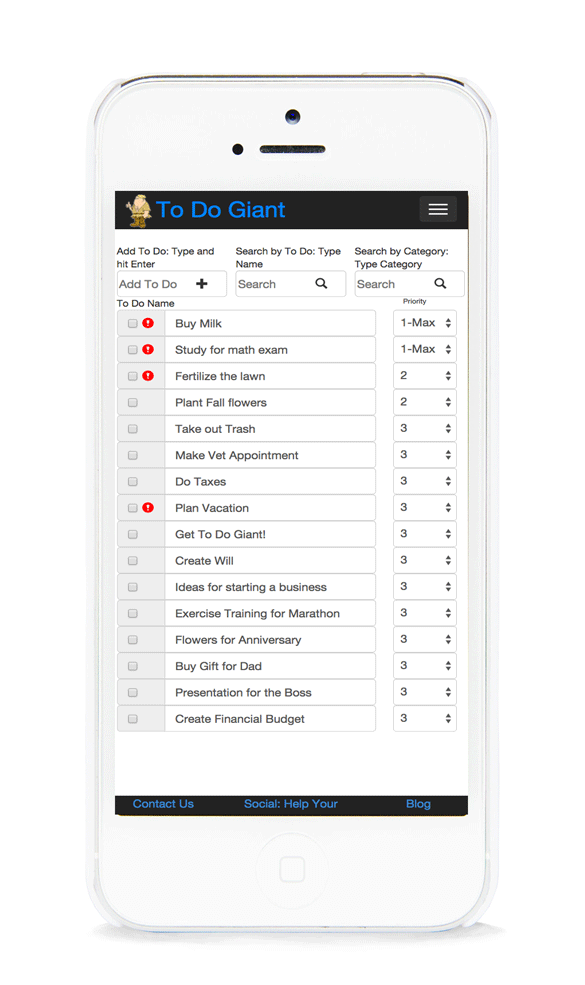 To Do Giant
Add To Do: Type and
hit Enter
Search by To Do: Type
Name
Search by Category:
Type Category
Add To Do
Search
Search
To Do Name
Priority
Buy Milk 1-Max
Study for math exam 1-Max
Fertilize the lawn 2
Plant Fall flowers 2
Take out Trash 3
Make Vet Appointment 3
Do Taxes 3
Plan Vacation 3
Get To Do Giant! 3
Create Will 3
Ideas for starting a business 3
Exercise Training for Marathon 3
Flowers for Anniversary 3
Buy Gift for Dad 3
Presentation for the Boss 3
Create Financial Budget 3
Contact Us Social: Help Your Blog